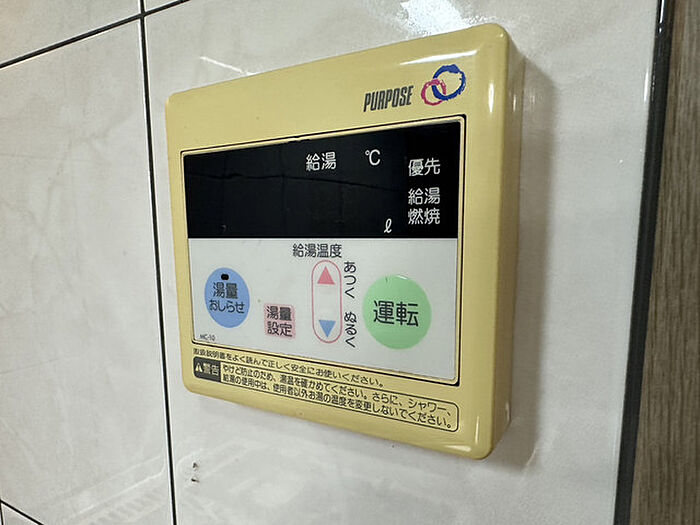 PURPOSE
給湯 ℃
優先
給湯
燃焼
ℓ
給湯温度
湯量
おしらせ
湯量
設定
あつく
ぬるく
運転
MC-10
取扱説明書をよく読んで正しく安全にお使いください。
警告
やけど防止のため、湯温を確かめてください。さらに、シャワー、
給湯の使用中は、使用者以外お湯の温度を変更しないでください。